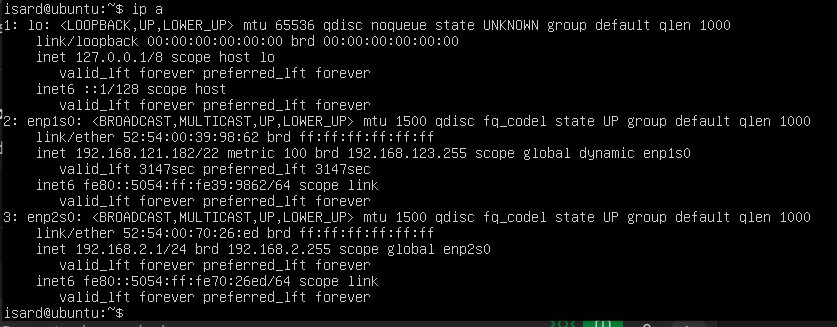 isard@ubuntu:~$ ip a
1: lo: <LOOPBACK,UP,LOWER_UP> mtu 65536 qdisc noqueue state UNKNOWN group default qlen 1000
    link/loopback 00:00:00:00:00:00 brd 00:00:00:00:00:00
    inet 127.0.0.1/8 scope host lo
       valid_lft forever preferred_lft forever
    inet6 ::1/128 scope host
       valid_lft forever preferred_lft forever
2: enp1s0: <BROADCAST,MULTICAST,UP,LOWER_UP> mtu 1500 qdisc fq_codel state UP group default qlen 1000
    link/ether 52:54:00:39:98:62 brd ff:ff:ff:ff:ff:ff
    inet 192.168.121.182/22 metric 100 brd 192.168.123.255 scope global dynamic enp1s0
       valid_lft 3147sec preferred_lft 3147sec
    inet6 fe80::5054:ff:fe39:9862/64 scope link
       valid_lft forever preferred_lft forever
3: enp2s0: <BROADCAST,MULTICAST,UP,LOWER_UP> mtu 1500 qdisc fq_codel state UP group default qlen 1000
    link/ether 52:54:00:70:26:ed brd ff:ff:ff:ff:ff:ff
    inet 192.168.2.1/24 brd 192.168.2.255 scope global enp2s0
       valid_lft forever preferred_lft forever
    inet6 fe80::5054:ff:fe70:26ed/64 scope link
       valid_lft forever preferred_lft forever
isard@ubuntu:~$